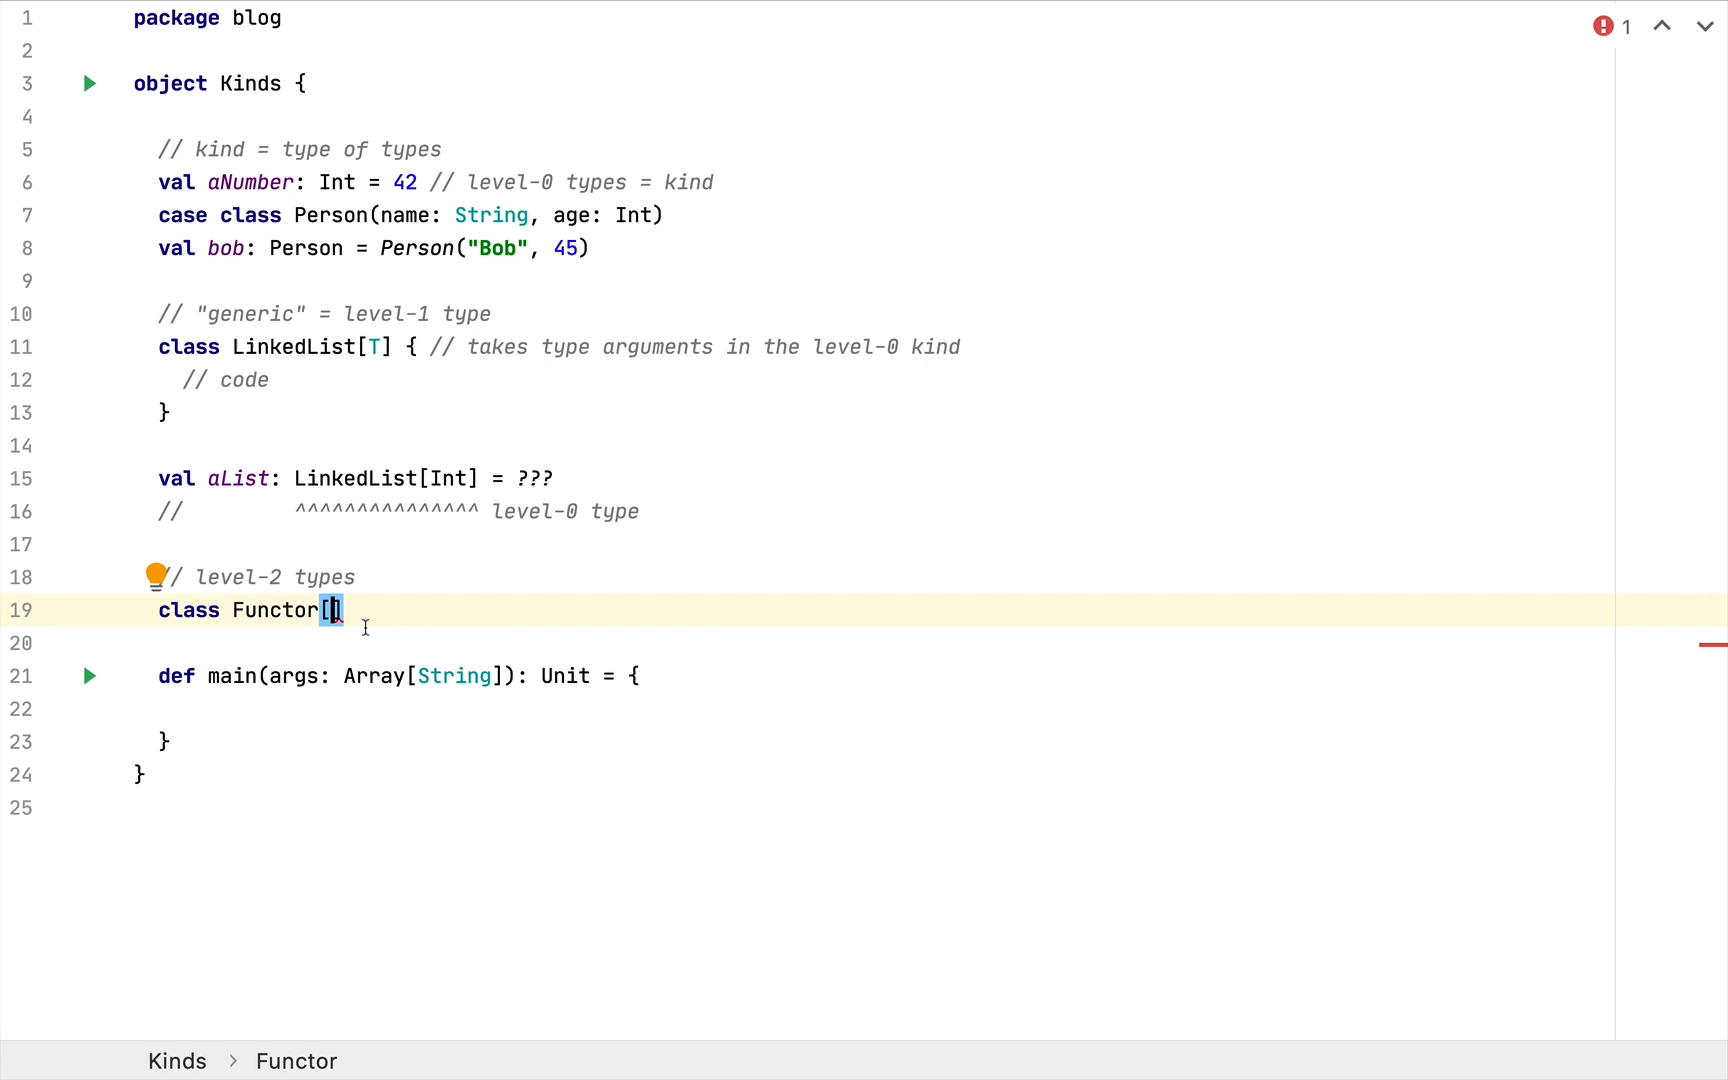 1 package blog
2
3 object Kinds {
4
5 // kind = type of types
6 val aNumber: Int = 42 // level-0 types = kind
7 case class Person(name: String, age: Int)
8 val bob: Person = Person("Bob", 45)
9
10 // "generic" = level-1 type
11 class LinkedList[T] { // takes type arguments in the level-0 kind
12 // code
13 }
14
15 val aList: LinkedList[Int] = ???
16 // ^^^^^^^^^^^^^^^ level-0 type
17
18 // level-2 types
19 class Functor[]
20
21 def main(args: Array[String]): Unit = {
22
23 }
24 }
25
1
Kinds > Functor